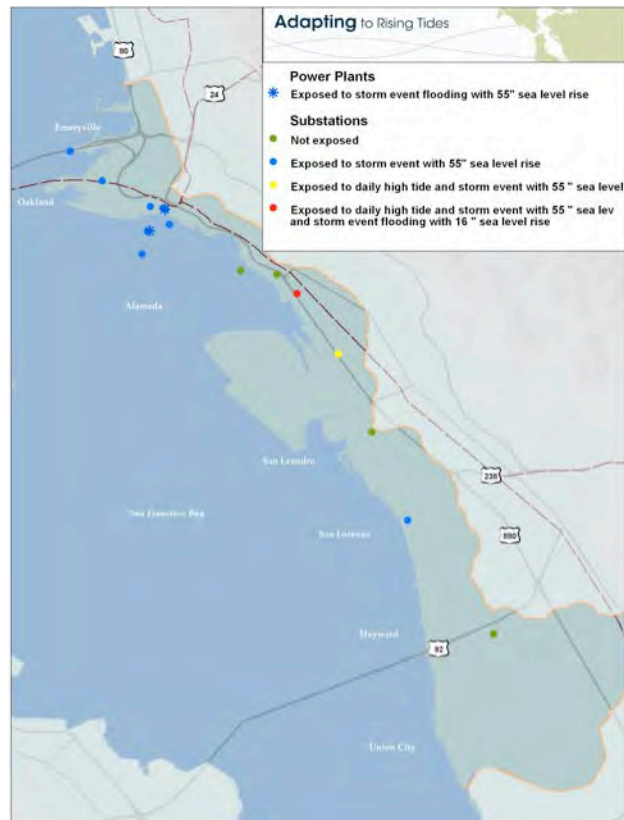 Adapting to Rising Tides
Power Plants
Exposed to storm event flooding with 55" sea level rise
Substations
Not exposed
Exposed to storm event with 55" sea level rise
Exposed to daily high tide and storm event with 55 " sea level
Exposed to daily high tide and storm event with 55 " sea lev
and storm event flooding with 16 " sea level rise
80
24
Emeryville
Oakland
Alameda
San Leandro
238
San Francisco Bay
San Lorenzo
880
Hayward
92
Union City